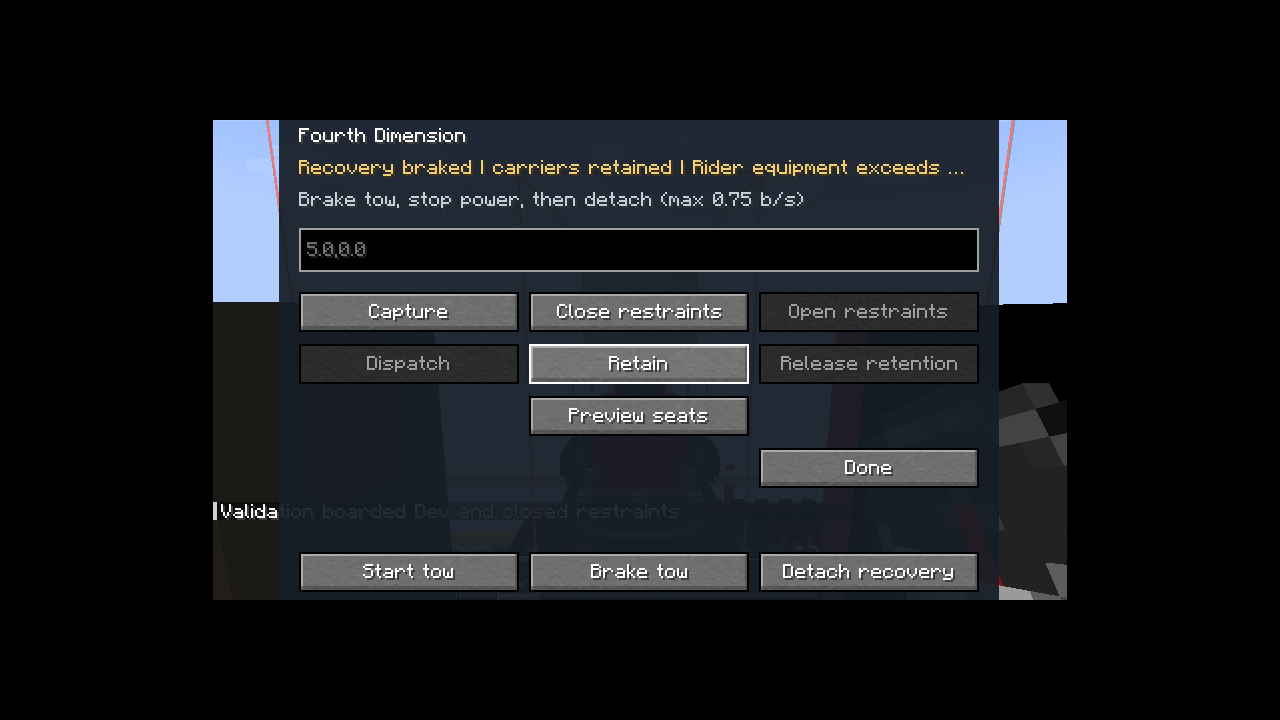 Fourth Dimension
Recovery braked | carriers retained | Rider equipment exceeds ...
Brake tow, stop power, then detach (max 0.75 b/s)
5.0,0.0
Capture Close restraints Open restraints
Dispatch Retain Release retention
Preview seats
Done
Validation boarded Dev and closed restraints
Start tow Brake tow Detach recovery